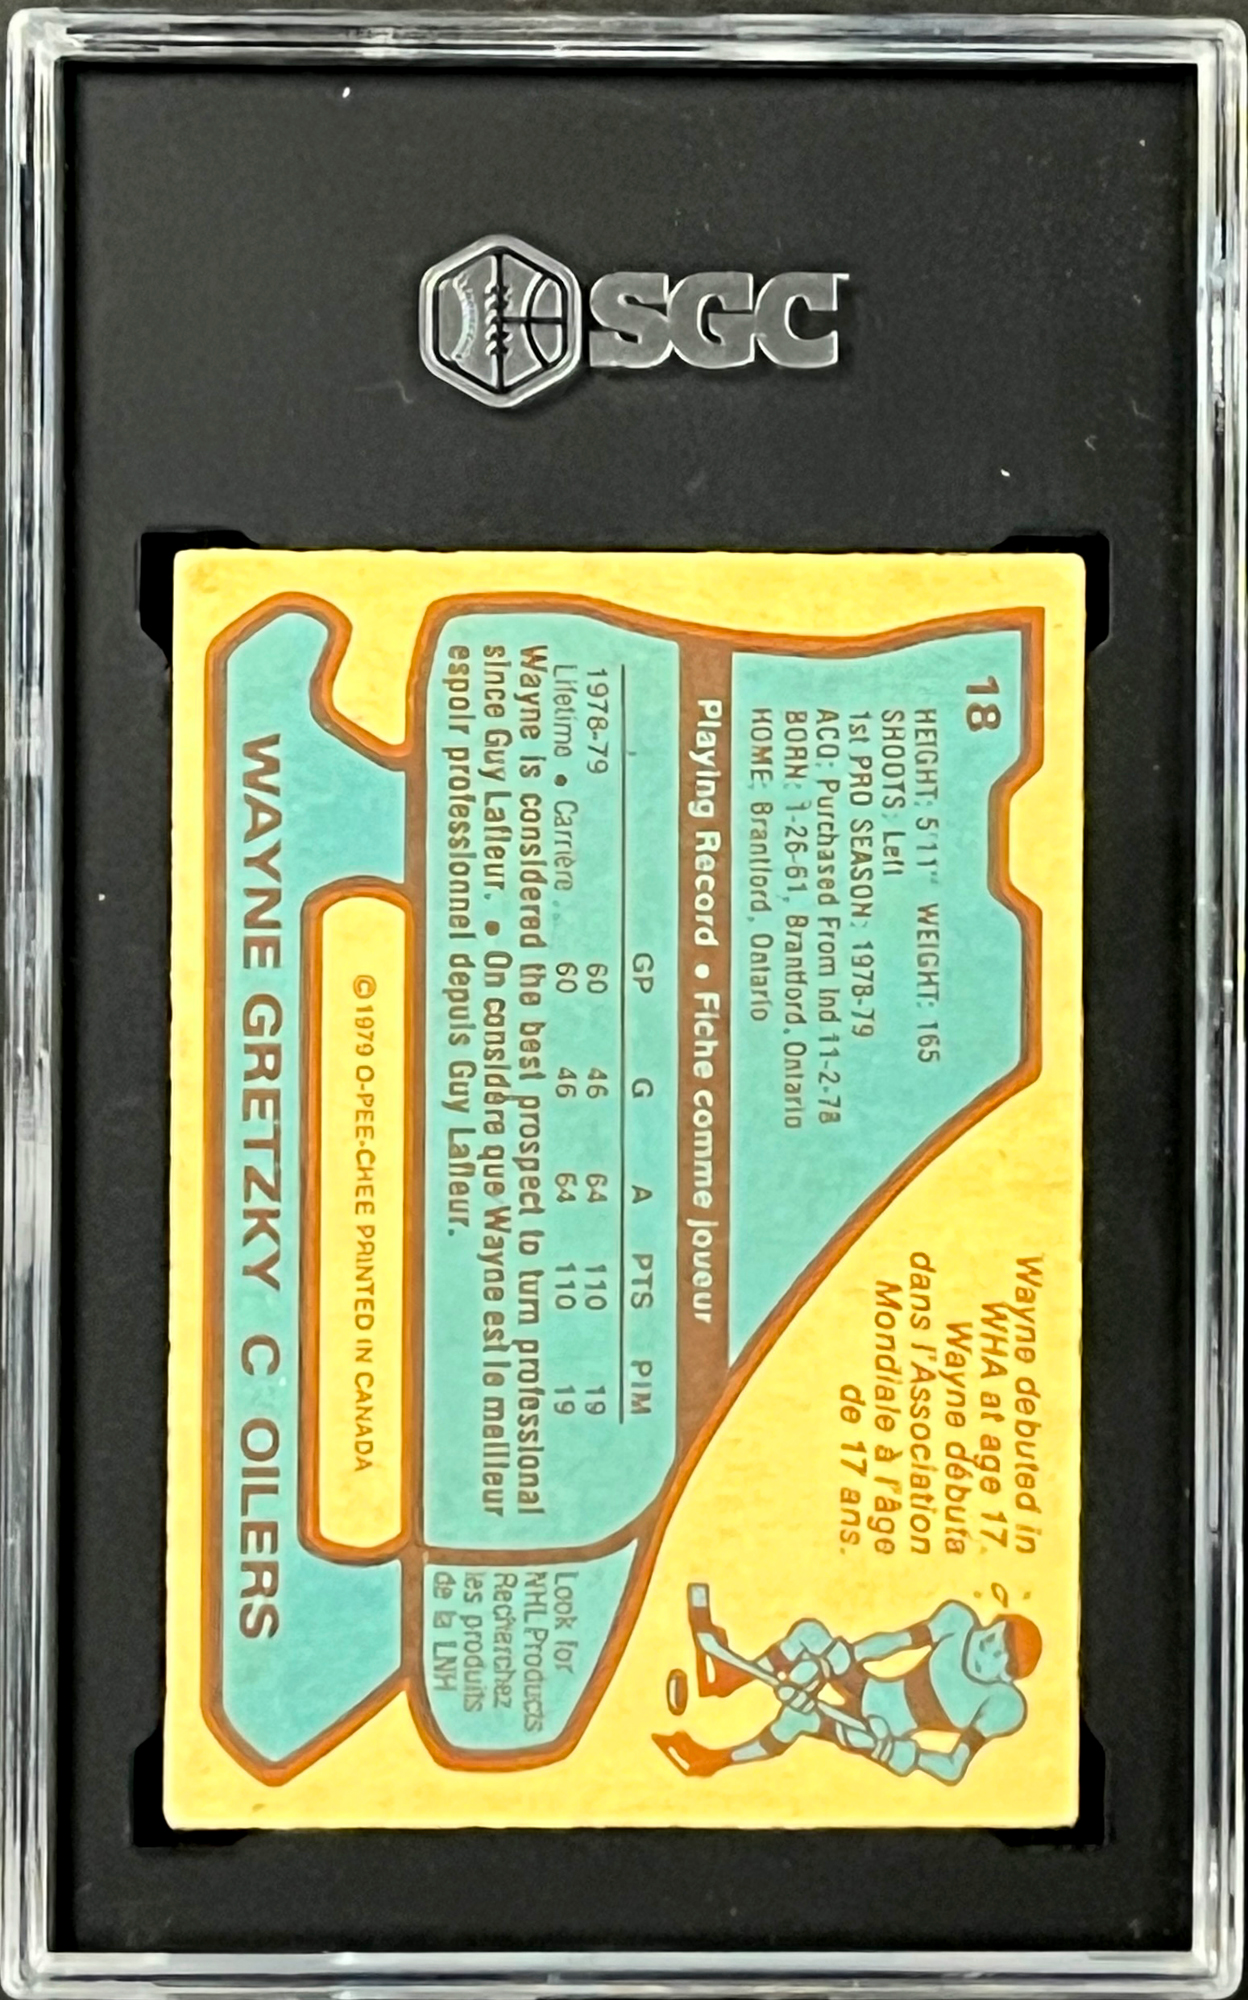 SGC
18
HEIGHT: 5'11" WEIGHT: 165
SHOOTS: Left
1st PRO SEASON: 1978-79
ACQ: Purchased From Ind 11-2-78
BORN: 1-26-61, Brantford, Ontario
HOME: Brantford, Ontario
Wayne debuted in
WHA at age 17.
Wayne débuta
dans l'Association
Mondiale à l'âge
de 17 ans.
Playing Record • Fiche comme joueur
GP G A PTS PIM
1978-79 60 46 64 110 19
Lifetime • Carrière . . 60 46 64 110 19
Wayne is considered the best prospect to turn professional
since Guy Lafleur. • On considère que Wayne est le meilleur
espoir professionnel depuis Guy Lafleur.
Look for
NHL Products
Recherchez
les produits
de la LNH
© 1979 O-PEE-CHEE PRINTED IN CANADA
WAYNE GRETZKY C OILERS